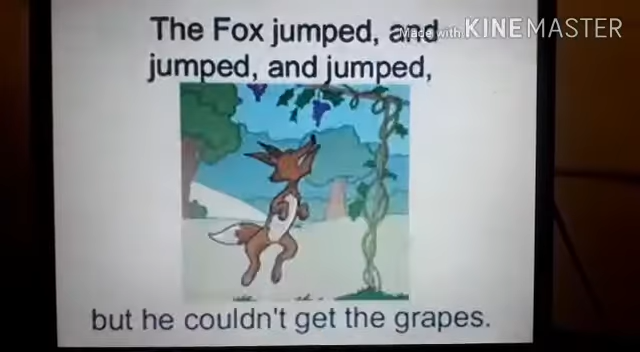 The Fox jumped, and
Made with KINEMASTER
jumped, and jumped,
but he couldn't get the grapes.